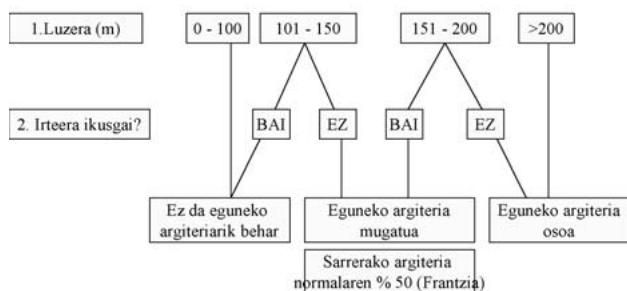 1.Luzera (m)
0 - 100
101 - 150
151 - 200
>200
2. Irteera ikusgai?
BAI
EZ
BAI
EZ
Ez da eguneko
argiteriarik behar
Eguneko argiteria
mugatua
Eguneko argiteria
osoa
Sarrerako argiteria
normalaren % 50 (Frantzia)